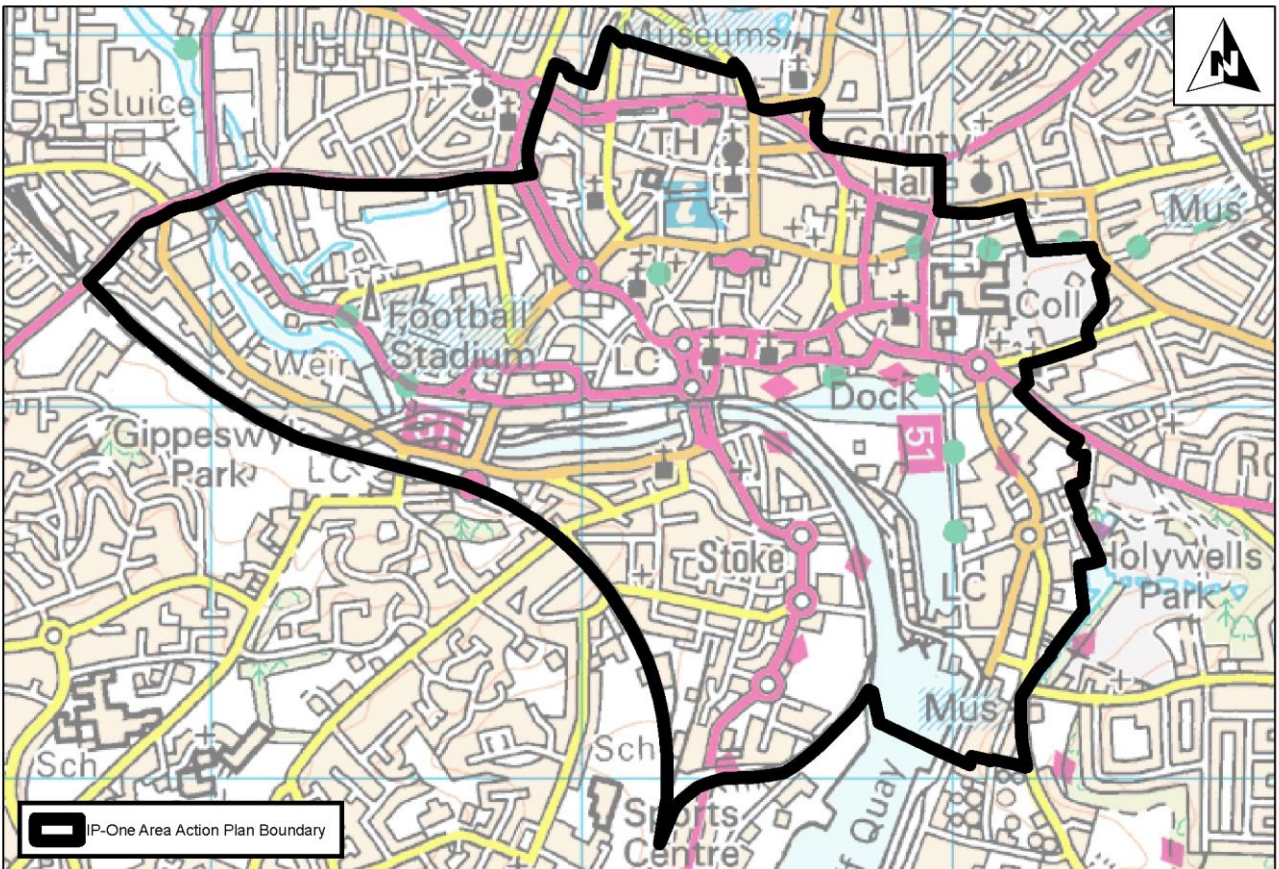 Museums
N
Sluice
TH
County
Hall
Mus
Coll
Football
Stadium
Weir
LC
Dock
51
Gippeswyk
Park
LC
Stoke
Holywells
Park
LC
Mus
Sch
Sch
Sports
Centre
Quay
IP-One Area Action Plan Boundary